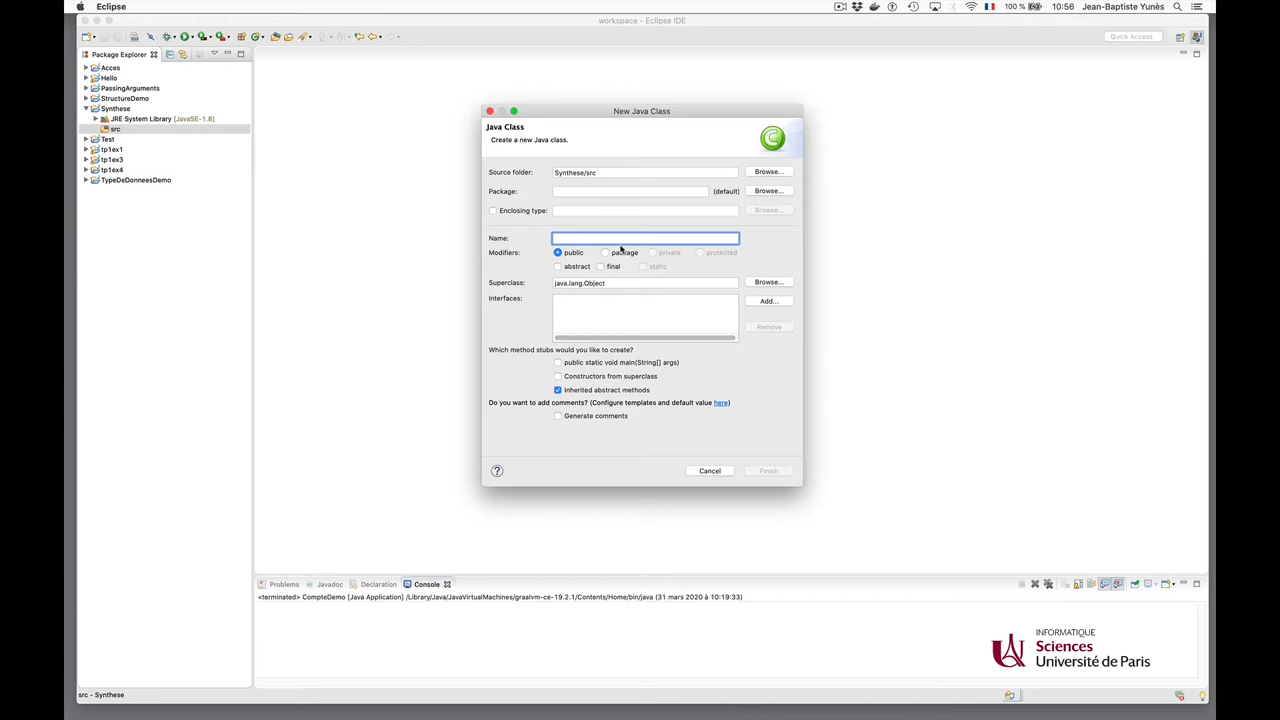 Eclipse 100 % 10:56 Jean-Baptiste Yunès
workspace - Eclipse IDE
Quick Access
Package Explorer
Acces
Hello
PassingArguments
StructureDemo
Synthese
JRE System Library [JavaSE-1.8]
src
Test
tp1ex1
tp1ex3
tp1ex4
TypeDeDonneesDemo
New Java Class
Java Class
Create a new Java class.
Source folder: Synthese/src Browse...
Package: (default) Browse...
Enclosing type: Browse...
Name:
Modifiers: public package private protected
abstract final static
Superclass: java.lang.Object Browse...
Interfaces: Add...
Remove
Which method stubs would you like to create?
public static void main(String[] args)
Constructors from superclass
Inherited abstract methods
Do you want to add comments? (Configure templates and default value here)
Generate comments
? Cancel Finish
Problems Javadoc Declaration Console
<terminated> CompteDemo [Java Application] /Library/Java/JavaVirtualMachines/graalvm-ce-19.2.1/Contents/Home/bin/java (31 mars 2020 à 10:19:33)
INFORMATIQUE
Sciences
Université de Paris
src - Synthese